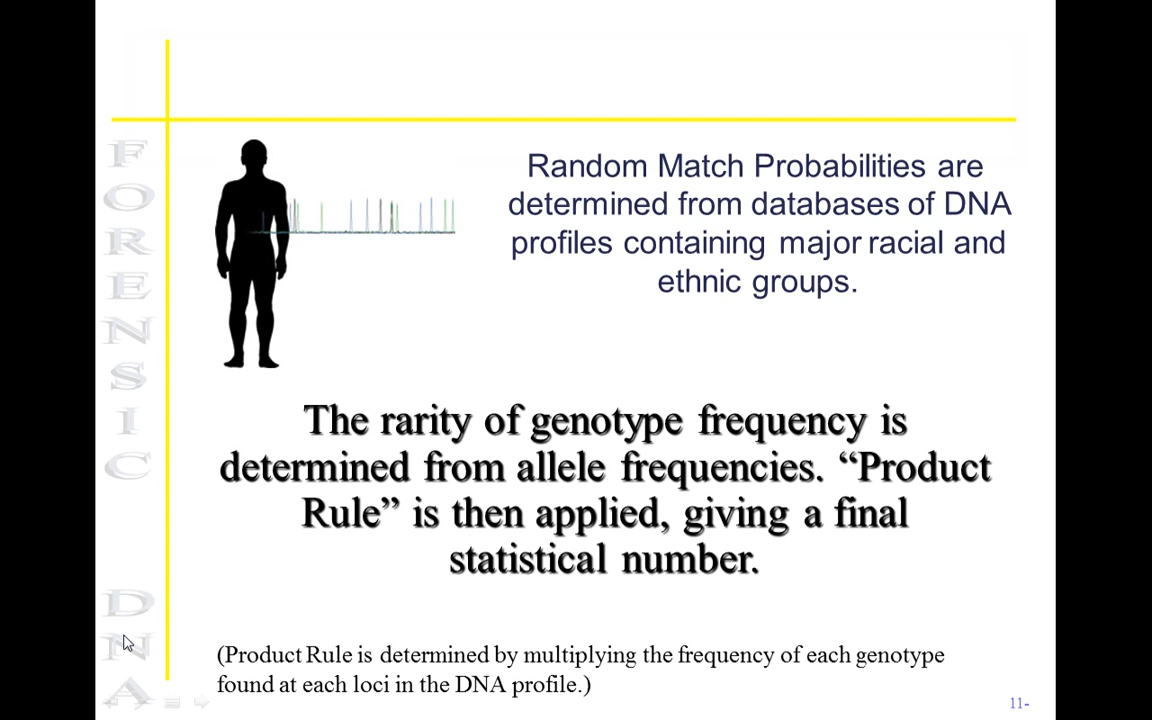 FORENSIC DNA
Random Match Probabilities are
determined from databases of DNA
profiles containing major racial and
ethnic groups.
The rarity of genotype frequency is
determined from allele frequencies. “Product
Rule” is then applied, giving a final
statistical number.
(Product Rule is determined by multiplying the frequency of each genotype
found at each loci in the DNA profile.)
11-